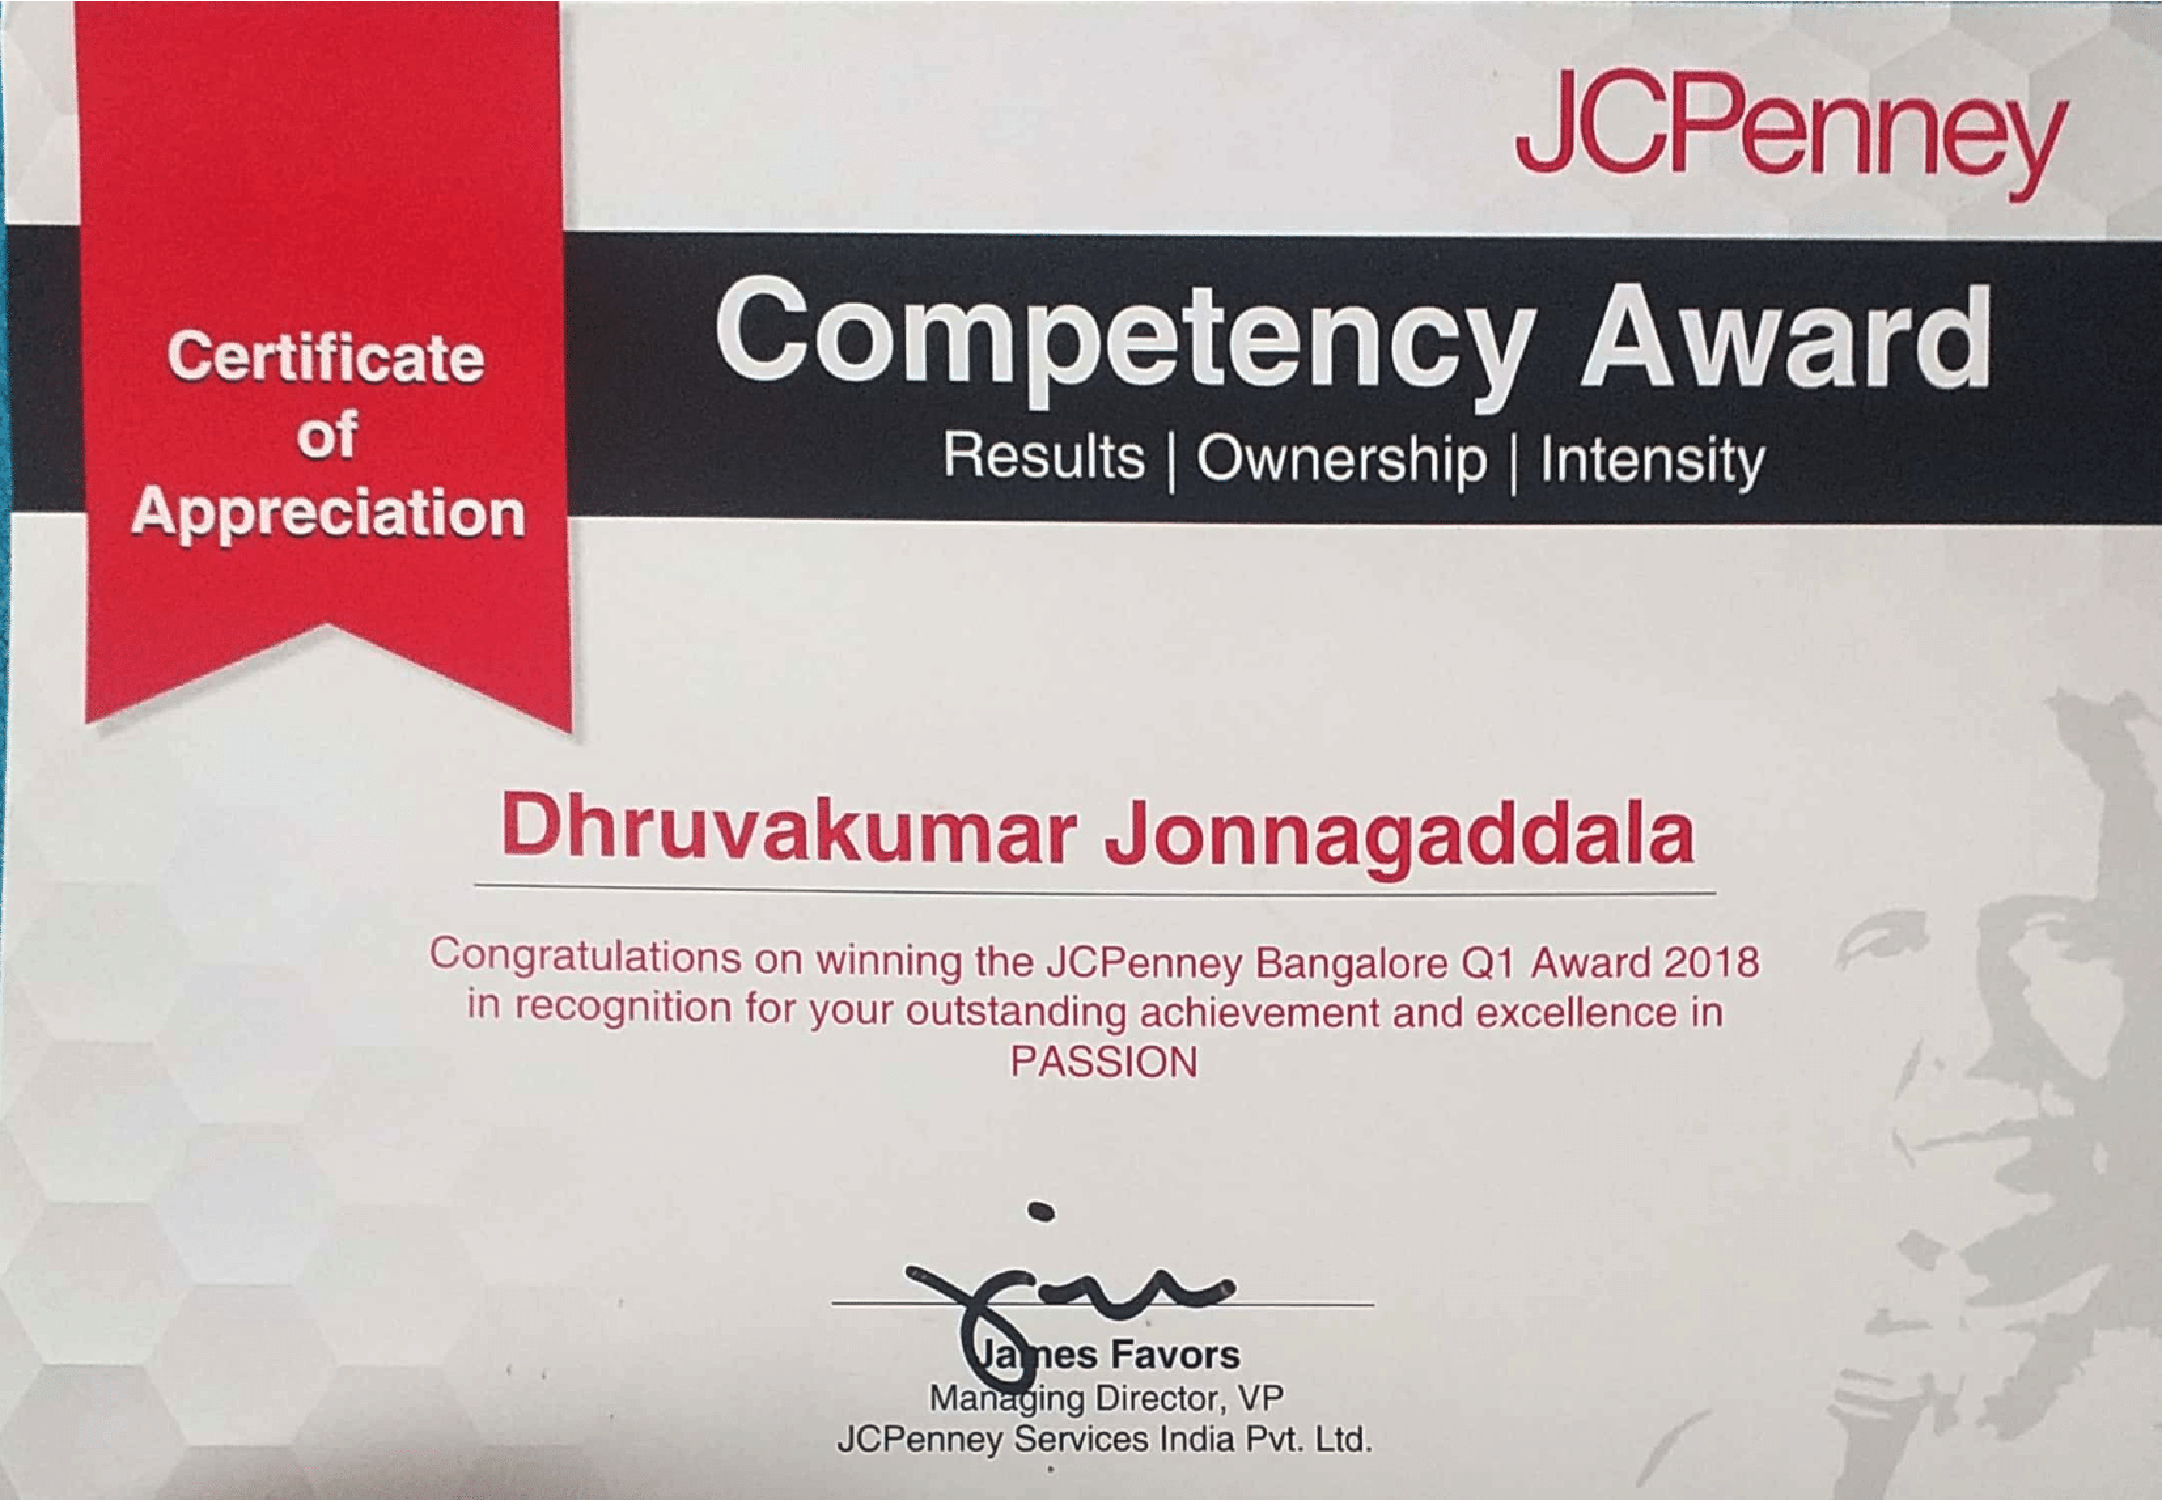 JCPenney
Certificate
of
Appreciation
Competency Award
Results | Ownership | Intensity
Dhruvakumar Jonnagaddala
Congratulations on winning the JCPenney Bangalore Q1 Award 2018
in recognition for your outstanding achievement and excellence in
PASSION
James Favors
Managing Director, VP
JCPenney Services India Pvt. Ltd.